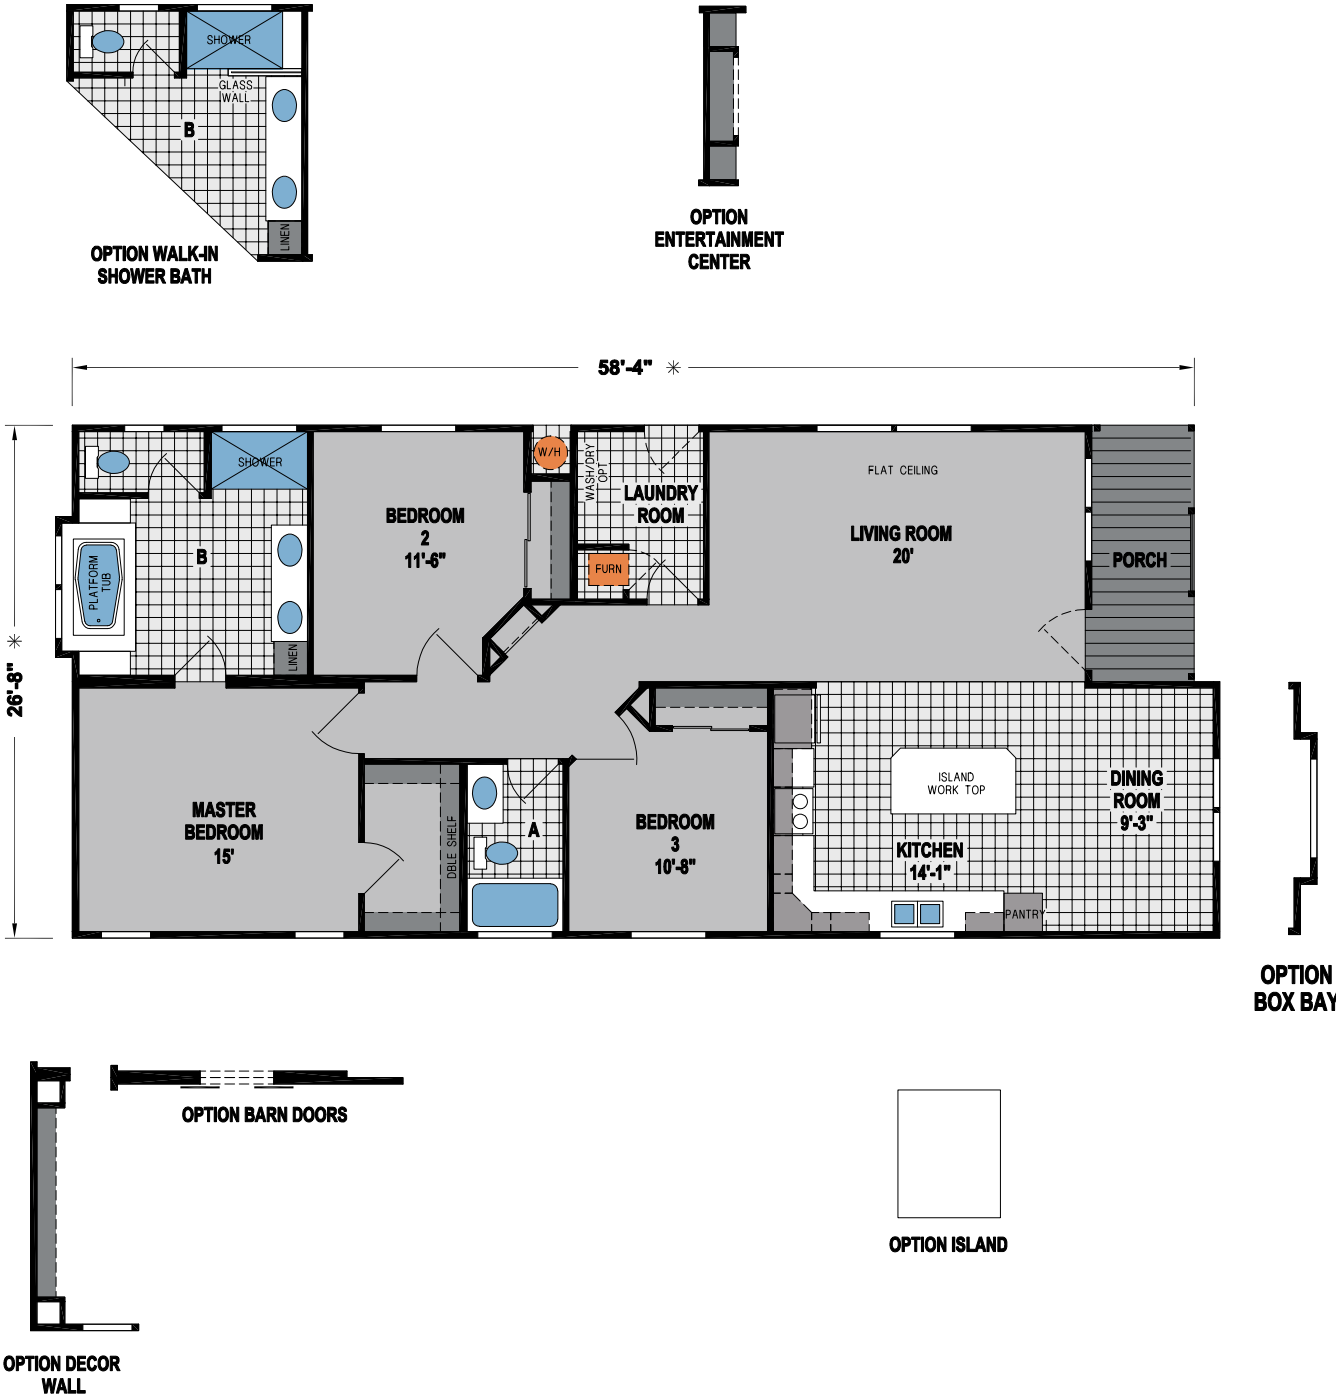 SHOWER
GLASS
WALL
B
LINEN
OPTION WALK-IN
SHOWER BATH
OPTION
ENTERTAINMENT
CENTER
58'-4" ✳
26'-8" ✳
SHOWER
PLATFORM
TUB
B
LINEN
BEDROOM
2
11'-6"
W/H
WASH/DRY
OPT
LAUNDRY
ROOM
FURN
FLAT CEILING
LIVING ROOM
20'
PORCH
MASTER
BEDROOM
15'
DBLE SHELF
A
BEDROOM
3
10'-8"
ISLAND
WORK TOP
KITCHEN
14'-1"
PANTRY
DINING
ROOM
9'-3"
OPTION
BOX BAY
OPTION BARN DOORS
OPTION DECOR
WALL
OPTION ISLAND